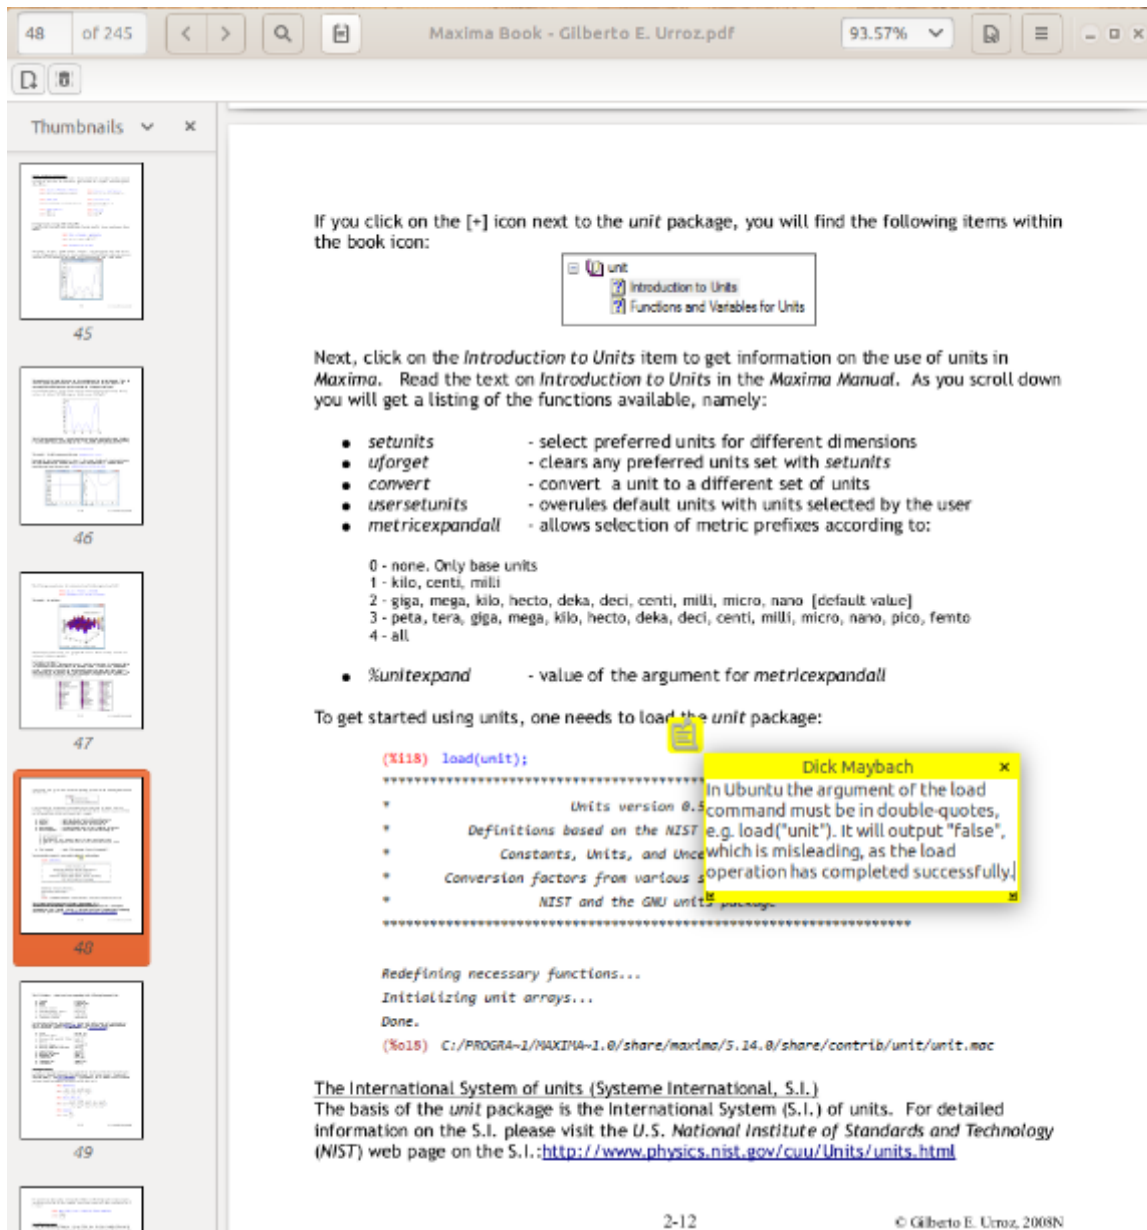 48 of 245 Maxima Book - Gilberto E. Urroz.pdf 93.57%
Thumbnails
45
46
47
48
49
If you click on the [+] icon next to the unit package, you will find the following items within
the book icon:
unit
Introduction to Units
Functions and Variables for Units
Next, click on the Introduction to Units item to get information on the use of units in
Maxima. Read the text on Introduction to Units in the Maxima Manual. As you scroll down
you will get a listing of the functions available, namely:
• setunits - select preferred units for different dimensions
• uforget - clears any preferred units set with setunits
• convert - convert a unit to a different set of units
• usersetunits - overules default units with units selected by the user
• metricexpandall - allows selection of metric prefixes according to:
0 - none. Only base units
1 - kilo, centi, milli
2 - giga, mega, kilo, hecto, deka, deci, centi, milli, micro, nano [default value]
3 - peta, tera, giga, mega, kilo, hecto, deka, deci, centi, milli, micro, nano, pico, femto
4 - all
• %unitexpand - value of the argument for metricexpandall
To get started using units, one needs to load the unit package:
(%i18) load(unit);
* Units version 0.5
* Definitions based on the NIST
* Constants, Units, and Unce
* Conversion factors from various s
* NIST and the GNU units package
Dick Maybach
In Ubuntu the argument of the load
command must be in double-quotes,
e.g. load("unit"). It will output "false",
which is misleading, as the load
operation has completed successfully.
Redefining necessary functions...
Initializing unit arrays...
Done.
(%o18) C:/PROGRA~1/MAXIMA~1.0/share/maxima/5.14.0/share/contrib/unit/unit.mac
The International System of units (Systeme International, S.I.)
The basis of the unit package is the International System (S.I.) of units. For detailed
information on the S.I. please visit the U.S. National Institute of Standards and Technology
(NIST) web page on the S.I.:http://www.physics.nist.gov/cuu/Units/units.html
2-12 © Gilberto E. Urroz, 2008N